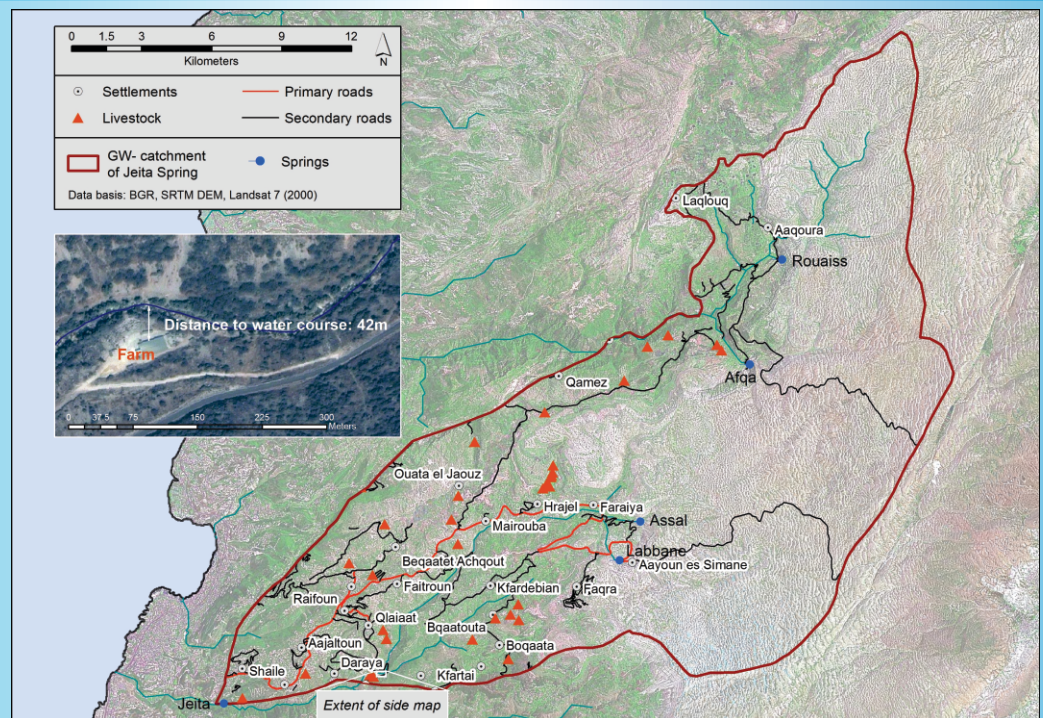 0 1.5 3 6 9 12
Kilometers
N
Settlements
Primary roads
Livestock
Secondary roads
GW- catchment
of Jeita Spring
Springs
Data basis: BGR, SRTM DEM, Landsat 7 (2000)
Distance to water course: 42m
Farm
0 37.5 75 150 225 300
Meters
Laqlouq
Aaqoura
Rouaiss
Afqa
Qamez
Ouata el Jaouz
Hrajel
Faraiya
Mairouba
Assal
Labbane
Aayoun es Simane
Beqaatet Achqout
Raifoun
Faitroun
Kfardebian
Faqra
Qlaiaat
Bqaatouta
Aajaltoun
Boqaata
Shaile
Daraya
Kfartai
Jeita
Extent of side map